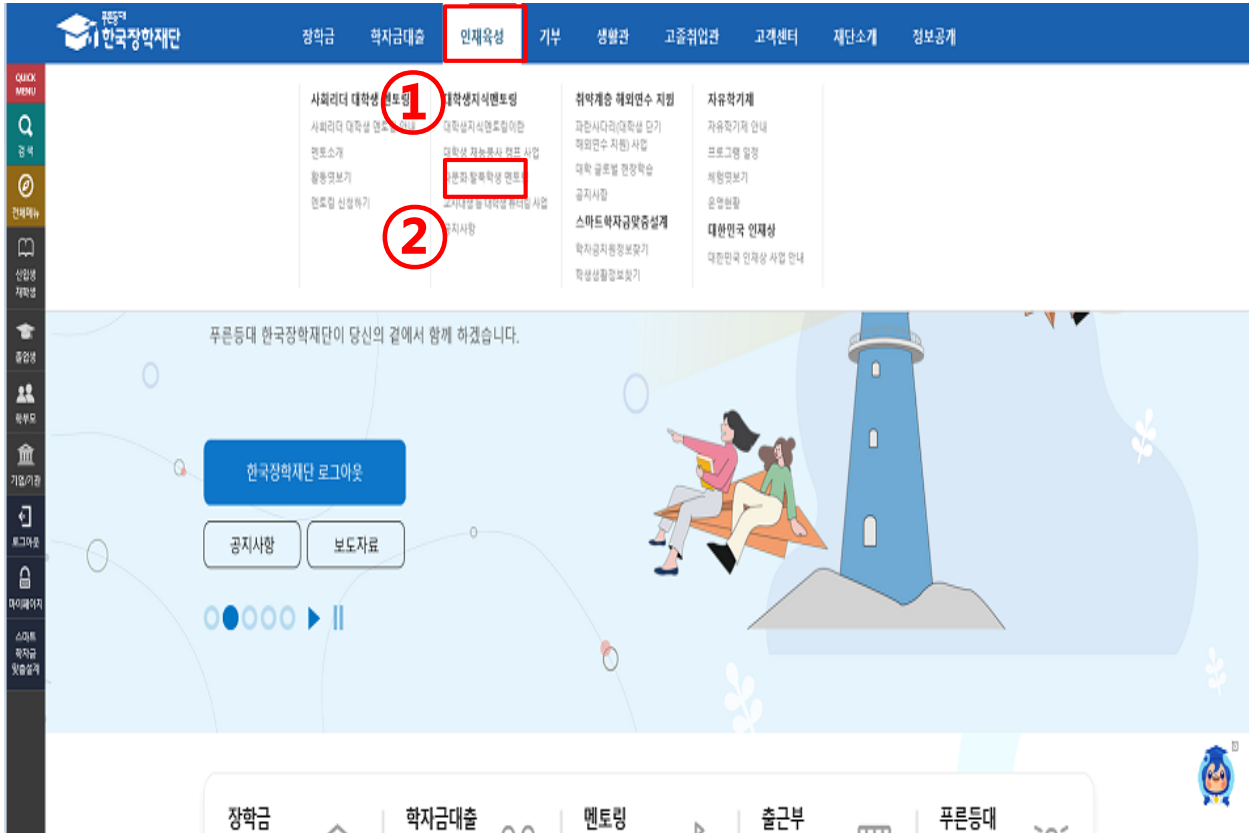 푸른등대
한국장학재단
장학금 학자금대출 인재육성 기부 생활관 고졸취업관 고객센터 재단소개 정보공개
QUICK
MENU
검색
전체메뉴
신입생
재학생
졸업생
학부모
기업/기관
로그아웃
마이페이지
스마트
학자금
맞춤설계
①
②
사회리더 대학생 멘토링
사회리더 대학생 멘토링 안내
멘토소개
활동엿보기
멘토링 신청하기
대학생지식멘토링
대학생지식멘토링이란
대학생 재능봉사 캠프 사업
다문화·탈북학생 멘토링
대학생 튜터링 사업
공지사항
취약계층 해외연수 지원
파란사다리(대학생 단기
해외연수 지원) 사업
대학 글로벌 현장학습
공지사항
스마트학자금맞춤설계
학자금지원정보찾기
학생생활정보찾기
자유학기제
자유학기제 안내
프로그램 일정
체험엿보기
운영현황
대한민국 인재상
대한민국 인재상 사업 안내
푸른등대 한국장학재단이 당신의 곁에서 함께 하겠습니다.
한국장학재단 로그아웃
공지사항 보도자료
장학금 학자금대출 멘토링 출근부 푸른등대